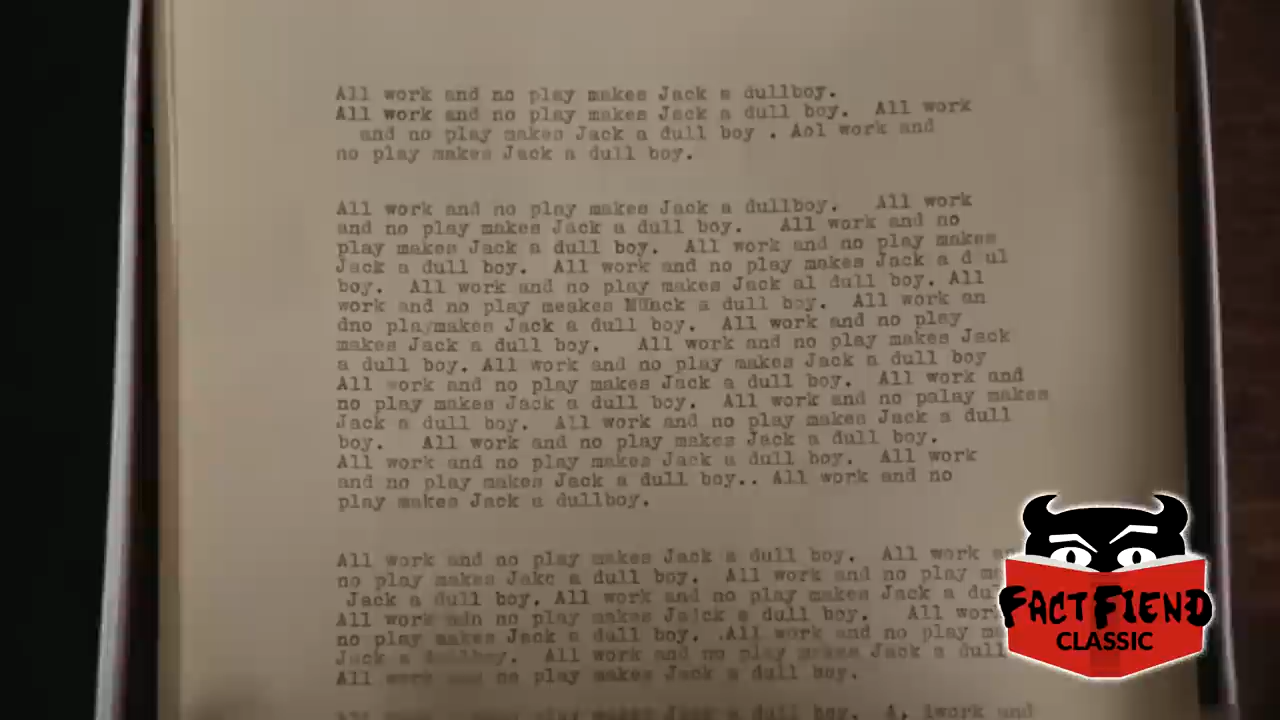 All work and no play makes Jack a dullboy.
All work and no play makes Jack a dull boy. All work
and no play makes Jack a dull boy . Aol work and
no play makes Jack a dull boy.
All work and no play makes Jack a dullboy. All work
and no play makes Jack a dull boy. All work and no
play makes Jack a dull boy. All work and no play makes
Jack a dull boy. All work and no play makes Jack a d ul
boy. All work and no play makes Jack al dull boy. All
work and no play meakes a dull boy. All work an
dno playmakes Jack a dull boy. All work and no play
makes Jack a dull boy. All work and no play makes Jack
a dull boy. All work and no play makes Jack a dull boy
All work and no play makes Jack a dull boy. All work and
no play makes Jack a dull boy. All work and no palay makes
Jack a dull boy. All work and no play makes Jack a dull
boy. All work and no play makes Jack a dull boy.
All work and no play makes Jack a dull boy. All work
and no play makes Jack a dull boy.. All work and no
play makes Jack a dullboy.
All work and no play makes Jack a dull boy. All work
no play makes Jakc a dull boy. All work and no play
Jack a dull boy. All work and no play makes Jack a
All work adn no play makes Jajck a dull boy. All
no play makes Jack a dull boy. .All work and no play
Jack a dullboy. All work and no play makes Jack a dull
All work and no play makes Jack a dull boy.
FACT FIEND
CLASSIC